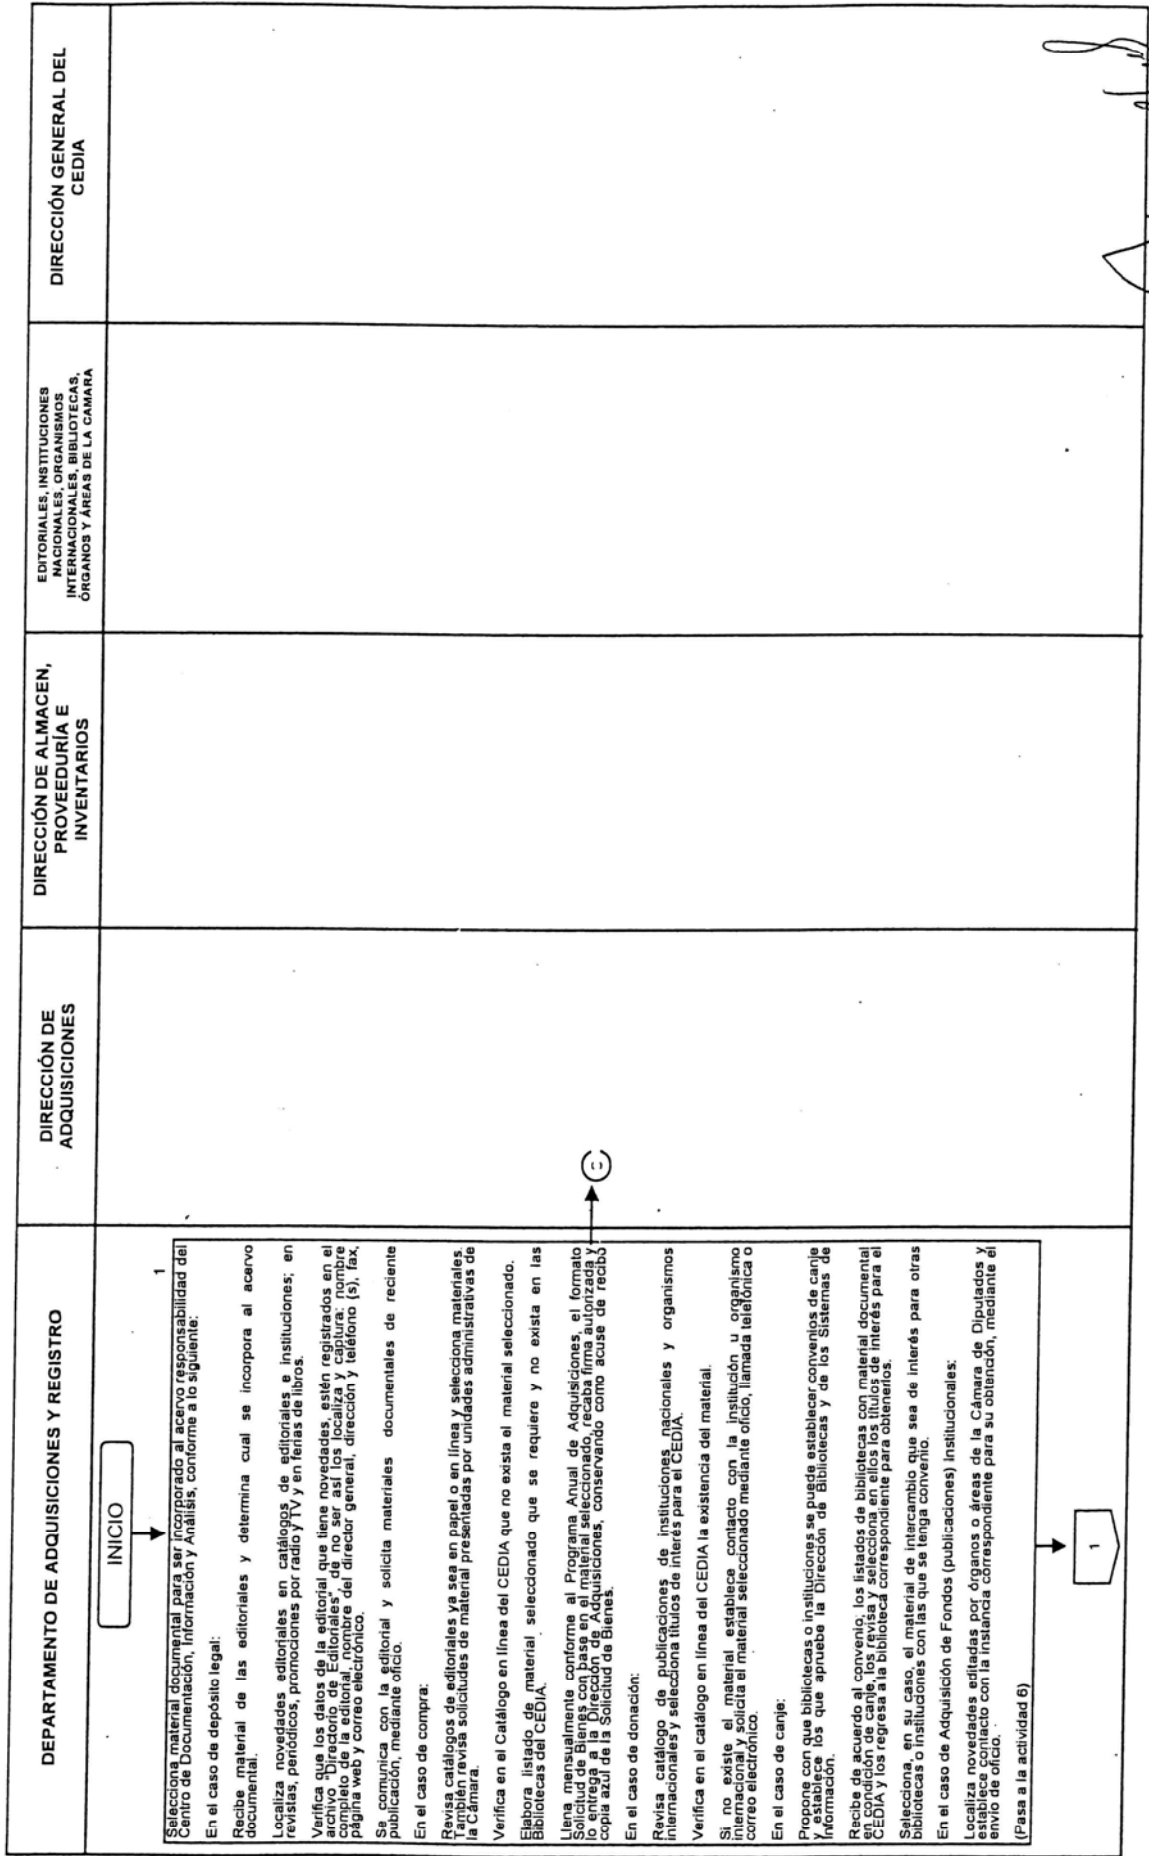 DEPARTAMENTO DE ADQUISICIONES Y REGISTRO
DIRECCIÓN DE
ADQUISICIONES
DIRECCIÓN DE ALMACEN,
PROVEEDURÍA E
INVENTARIOS
EDITORIALES, INSTITUCIONES
NACIONALES, ORGANISMOS
INTERNACIONALES, BIBLIOTECAS,
ÓRGANOS Y ÁREAS DE LA CAMARA
DIRECCIÓN GENERAL DEL
CEDIA
INICIO
1
Selecciona material documental para ser incorporado al acervo responsabilidad del
Centro de Documentación, Información y Análisis, conforme a lo siguiente:
En el caso de depósito legal:
Recibe material de las editoriales y determina cual se incorpora al acervo
documental.
Localiza novedades editoriales en catálogos de editoriales e instituciones; en
revistas, periódicos, promociones por radio y TV y en ferias de libros.
Verifica que los datos de la editorial que tiene novedades, estén registrados en el
archivo "Directorio de Editoriales", de no ser así los localiza y captura: nombre
completo de la editorial, nombre del director general, dirección y teléfono (s), fax,
página web y correo electrónico.
Se comunica con la editorial y solicita materiales documentales de reciente
publicación, mediante oficio.
En el caso de compra:
Revisa catálogos de editoriales ya sea en papel o en línea y selecciona materiales.
También revisa solicitudes de material presentadas por unidades administrativas de
la Cámara.
Verifica en el Catálogo en línea del CEDIA que no exista el material seleccionado.
Elabora listado de material seleccionado que se requiere y no exista en las
Bibliotecas del CEDIA.
Llena mensualmente conforme al Programa Anual de Adquisiciones, el formato
Solicitud de Bienes con base en el material seleccionado, recaba firma autorizada y
lo entrega a la Dirección de Adquisiciones, conservando como acuse de recibo
copia azul de la Solicitud de Bienes.
En el caso de donación:
Revisa catálogo de publicaciones de instituciones nacionales y organismos
internacionales y selecciona títulos de interés para el CEDIA.
Verifica en el catálogo en línea del CEDIA la existencia del material.
Si no existe el material establece contacto con la institución u organismo
internacional y solicita el material seleccionado mediante oficio, llamada telefónica o
correo electrónico.
En el caso de canje:
Propone con que bibliotecas o instituciones se puede establecer convenios de canje
y establece los que apruebe la Dirección de Bibliotecas y de los Sistemas de
Información.
Recibe de acuerdo al convenio; los listados de bibliotecas con material documental
en condición de canje, los revisa y selecciona en ellos los títulos de interés para el
CEDIA y los regresa a la biblioteca correspondiente para obtenerlos.
Selecciona, en su caso, el material de intercambio que sea de interés para otras
bibliotecas o instituciones con las que se tenga convenio.
En el caso de Adquisición de Fondos (publicaciones) Institucionales:
Localiza novedades editadas por órganos o áreas de la Cámara de Diputados y
establece contacto con la instancia correspondiente para su obtención, mediante el
envío de oficio.
(Pasa a la actividad 6)
1